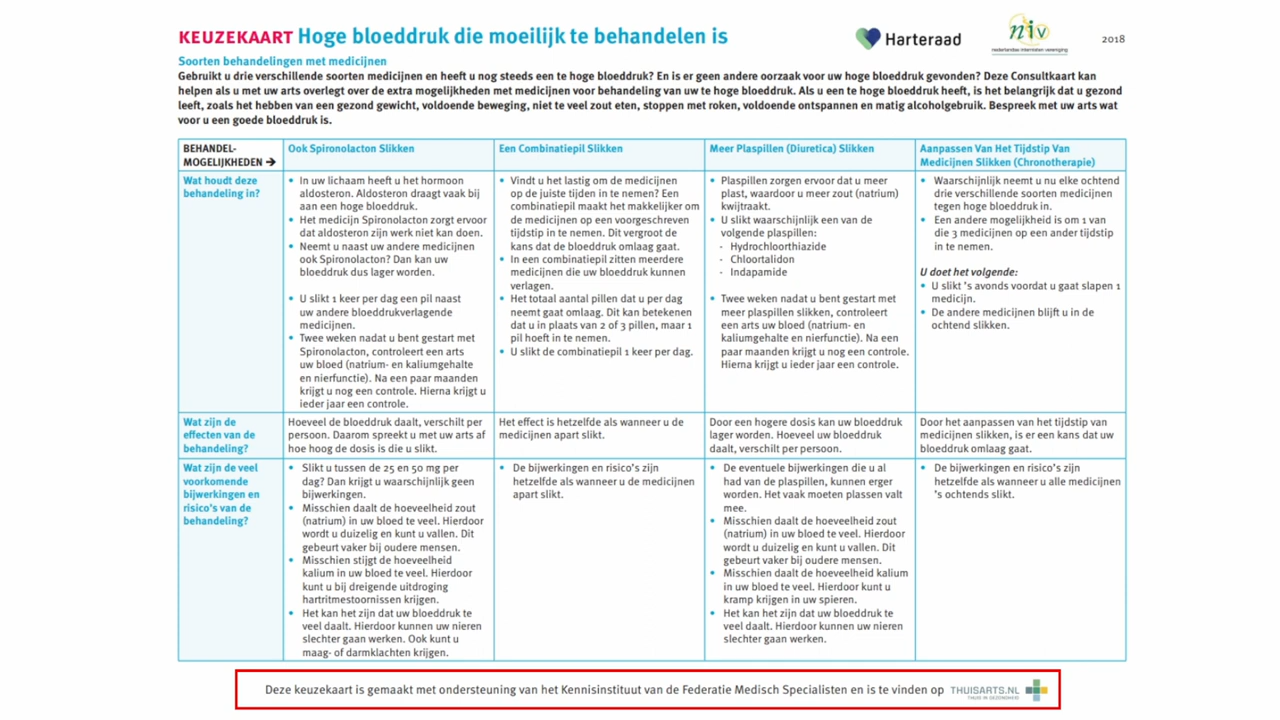 KEUZEKAART Hoge bloeddruk die moeilijk te behandelen is
Harteraad
niv
nederlandse internisten vereniging
2018
Soorten behandelingen met medicijnen
Gebruikt u drie verschillende soorten medicijnen en heeft u nog steeds een te hoge bloeddruk? En is er geen andere oorzaak voor uw hoge bloeddruk gevonden? Deze Consultkaart kan
helpen als u met uw arts overlegt over de extra mogelijkheden met medicijnen voor behandeling van uw te hoge bloeddruk. Als u een te hoge bloeddruk heeft, is het belangrijk dat u gezond
leeft, zoals het hebben van een gezond gewicht, voldoende beweging, niet te veel zout eten, stoppen met roken, voldoende ontspannen en matig alcoholgebruik. Bespreek met uw arts wat
voor u een goede bloeddruk is.
BEHANDEL-
MOGELIJKHEDEN →
Ook Spironolacton Slikken
Een Combinatiepil Slikken
Meer Plaspillen (Diuretica) Slikken
Aanpassen Van Het Tijdstip Van
Medicijnen Slikken (Chronotherapie)
Wat houdt deze
behandeling in?
• In uw lichaam heeft u het hormoon
aldosteron. Aldosteron draagt vaak bij
aan een hoge bloeddruk.
• Het medicijn Spironolacton zorgt ervoor
dat aldosteron zijn werk niet kan doen.
• Neemt u naast uw andere medicijnen
ook Spironolacton? Dan kan uw
bloeddruk dus lager worden.
• U slikt 1 keer per dag een pil naast
uw andere bloeddrukverlagende
medicijnen.
• Twee weken nadat u bent gestart met
Spironolacton, controleert een arts
uw bloed (natrium- en kaliumgehalte
en nierfunctie). Na een paar maanden
krijgt u nog een controle. Hierna krijgt u
ieder jaar een controle.
• Vindt u het lastig om de medicijnen
op de juiste tijden in te nemen? Een
combinatiepil maakt het makkelijker om
de medicijnen op een voorgeschreven
tijdstip in te nemen. Dit vergroot de
kans dat de bloeddruk omlaag gaat.
• In een combinatiepil zitten meerdere
medicijnen die uw bloeddruk kunnen
verlagen.
• Het totaal aantal pillen dat u per dag
neemt gaat omlaag. Dit kan betekenen
dat u in plaats van 2 of 3 pillen, maar 1
pil hoeft in te nemen.
• U slikt de combinatiepil 1 keer per dag.
• Plaspillen zorgen ervoor dat u meer
plast, waardoor u meer zout (natrium)
kwijtraakt.
• U slikt waarschijnlijk een van de
volgende plaspillen:
- Hydrochloorthiazide
- Chloortalidon
- Indapamide
• Twee weken nadat u bent gestart met
meer plaspillen slikken, controleert
een arts uw bloed (natrium- en
kaliumgehalte en nierfunctie). Na een
paar maanden krijgt u nog een controle.
Hierna krijgt u ieder jaar een controle.
• Waarschijnlijk neemt u nu elke ochtend
drie verschillende soorten medicijnen
tegen hoge bloeddruk in.
• Een andere mogelijkheid is om 1 van
die 3 medicijnen op een ander tijdstip
in te nemen.
U doet het volgende:
• U slikt 's avonds voordat u gaat slapen 1
medicijn.
• De andere medicijnen blijft u in de
ochtend slikken.
Wat zijn de
effecten van de
behandeling?
Hoeveel de bloeddruk daalt, verschilt per
persoon. Daarom spreekt u met uw arts af
hoe hoog de dosis is die u slikt.
Het effect is hetzelfde als wanneer u de
medicijnen apart slikt.
Door een hogere dosis kan uw bloeddruk
lager worden. Hoeveel uw bloeddruk
daalt, verschilt per persoon.
Door het aanpassen van het tijdstip van
medicijnen slikken, is er een kans dat uw
bloeddruk omlaag gaat.
Wat zijn de veel
voorkomende
bijwerkingen en
risico's van de
behandeling?
• Slikt u tussen de 25 en 50 mg per
dag? Dan krijgt u waarschijnlijk geen
bijwerkingen.
• Misschien daalt de hoeveelheid zout
(natrium) in uw bloed te veel. Hierdoor
wordt u duizelig en kunt u vallen. Dit
gebeurt vaker bij oudere mensen.
• Misschien stijgt de hoeveelheid
kalium in uw bloed te veel. Hierdoor
kunt u bij dreigende uitdroging
hartritmestoornissen krijgen.
• Het kan het zijn dat uw bloeddruk te
veel daalt. Hierdoor kunnen uw nieren
slechter gaan werken. Ook kunt u
maag- of darmklachten krijgen.
• De bijwerkingen en risico's zijn
hetzelfde als wanneer u de medicijnen
apart slikt.
• De eventuele bijwerkingen die u al
had van de plaspillen, kunnen erger
worden. Het vaak moeten plassen valt
mee.
• Misschien daalt de hoeveelheid zout
(natrium) in uw bloed te veel. Hierdoor
wordt u duizelig en kunt u vallen. Dit
gebeurt vaker bij oudere mensen.
• Misschien daalt de hoeveelheid kalium
in uw bloed te veel. Hierdoor kunt u
kramp krijgen in uw spieren.
• Het kan het zijn dat uw bloeddruk te
veel daalt. Hierdoor kunnen uw nieren
slechter gaan werken.
• De bijwerkingen en risico's zijn
hetzelfde als wanneer u alle medicijnen
's ochtends slikt.
Deze keuzekaart is gemaakt met ondersteuning van het Kennisinstituut van de Federatie Medisch Specialisten en is te vinden op THUISARTS.NL
THUIS IN GEZONDHEID